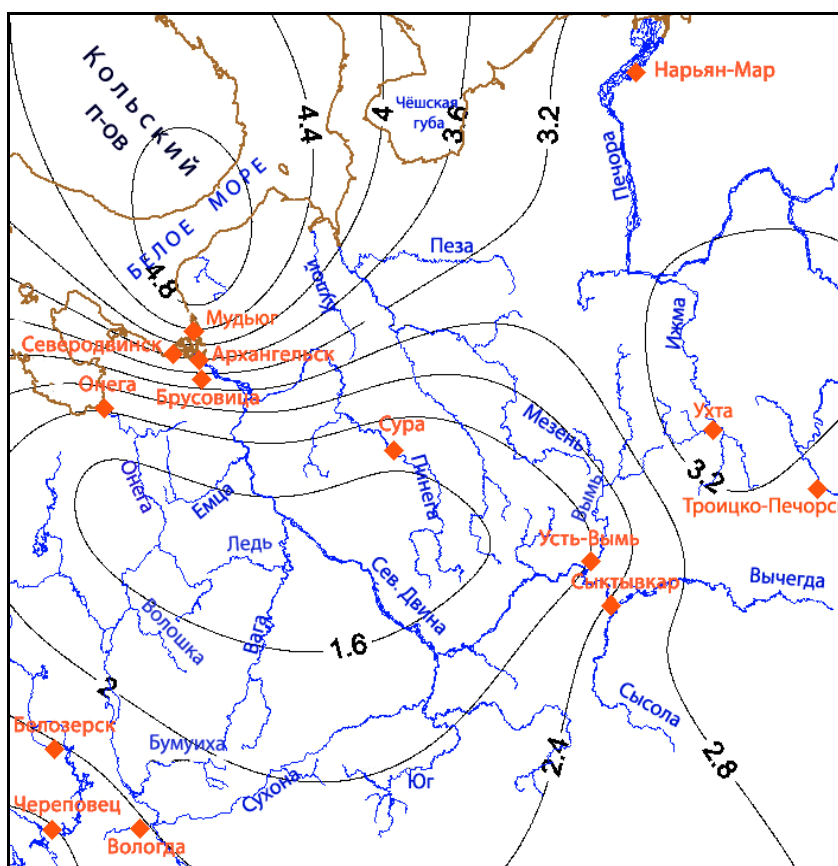 Кольский
п-ов
БЕЛОЕ МОРЕ
4.4
4
3.6
3.2
Чёшская
губа
Нарьян-Мар
Печора
Пеза
Кулой
4.8
Мудьюг
Северодвинск
Архангельск
Брусовица
Онега
Ижма
Ухта
3.2
Троицко-Печорск
Сура
Мезень
Онега
Емца
Пинега
Вымь
Ледь
Усть-Вымь
Сыктывкар
Вычегда
Сев. Двина
Волошка
Вага
1.6
2
Сысола
Белозерск
Бумуиха
2.4
2.8
Сухона
Юг
Череповец
Вологда